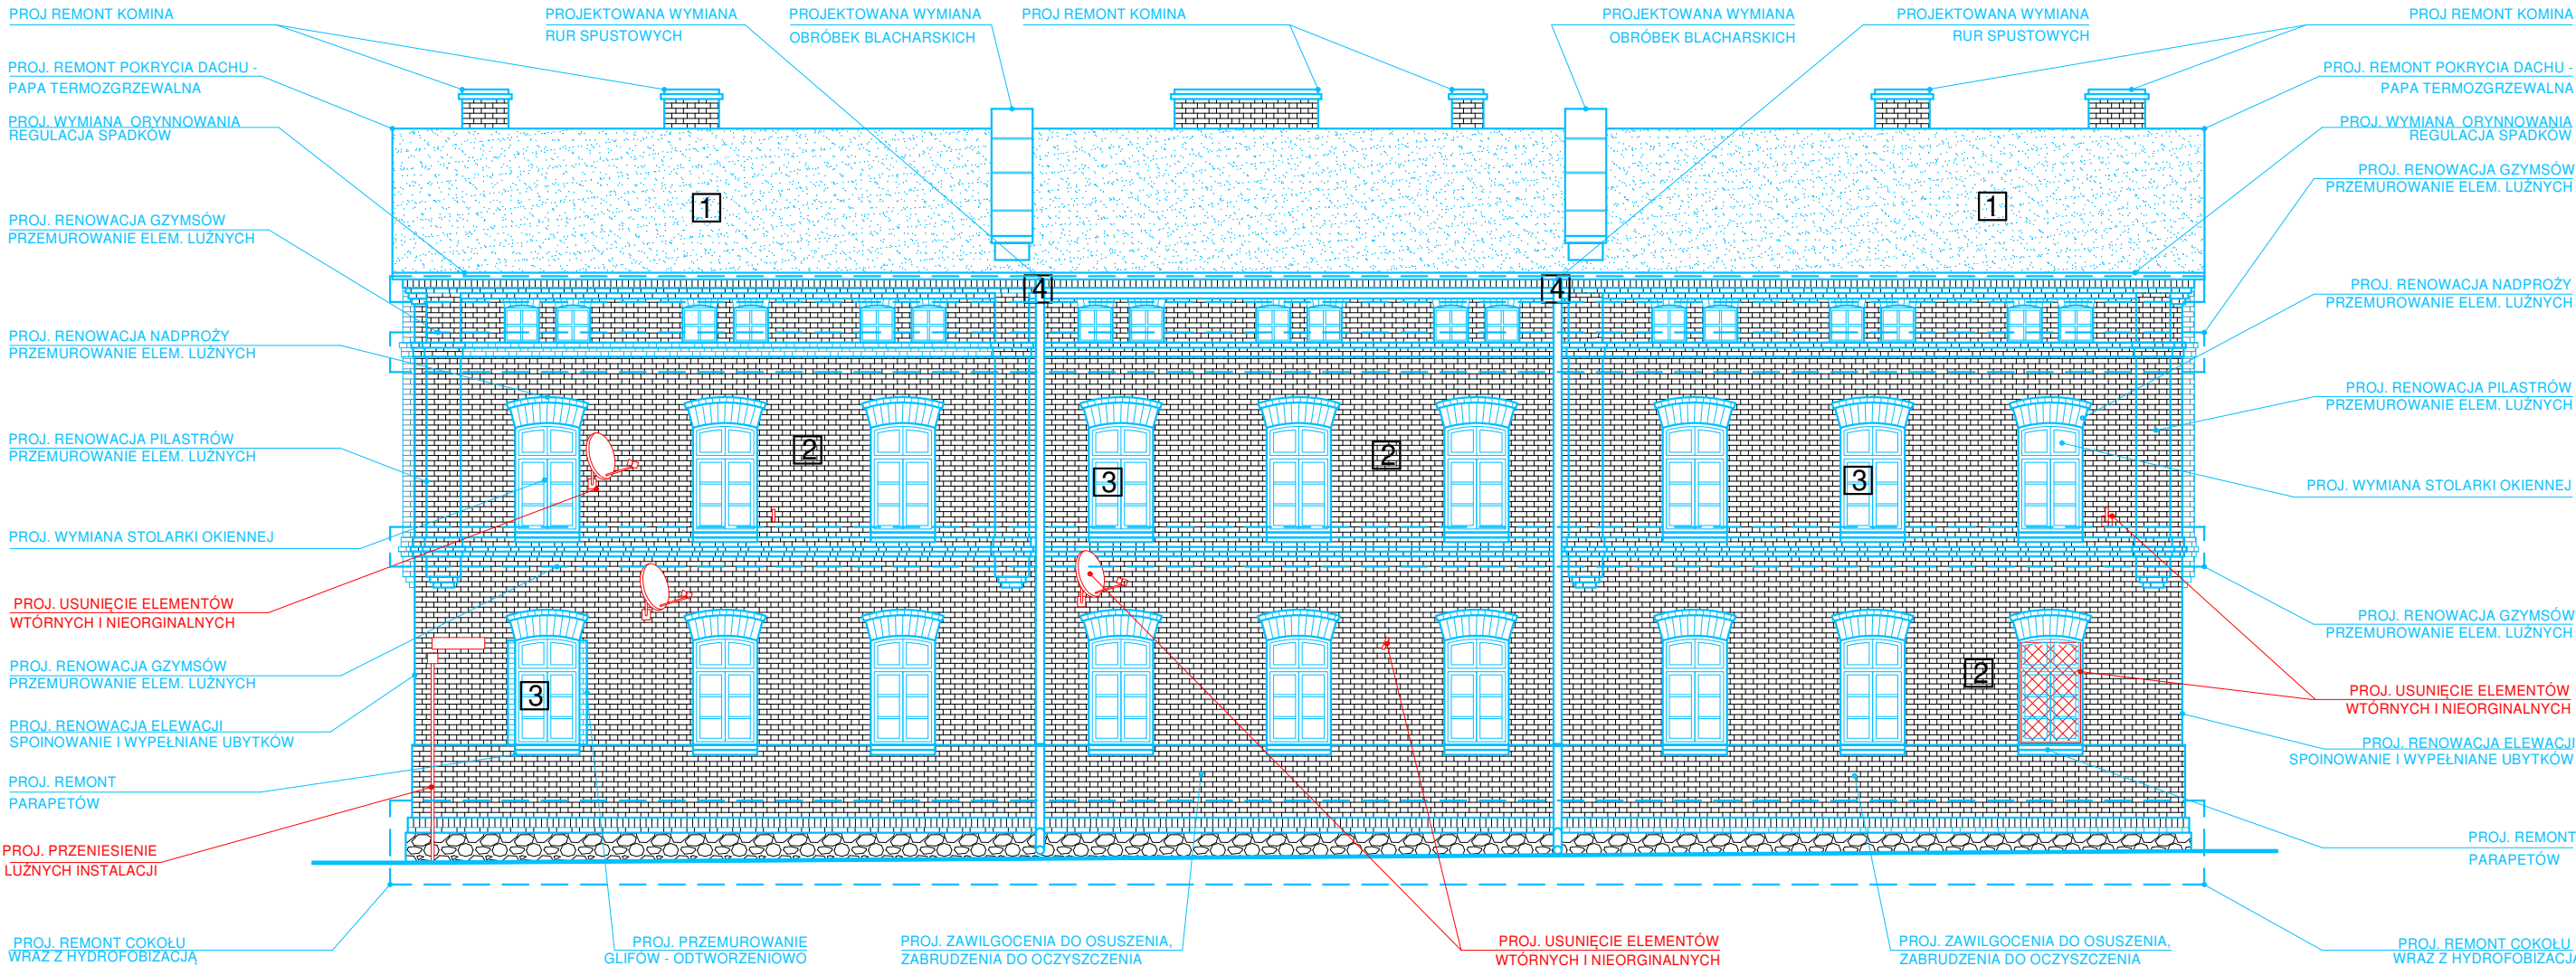 PROJ REMONT KOMINA
PROJEKTOWANA WYMIANA
RUR SPUSTOWYCH
PROJEKTOWANA WYMIANA
OBRÓBEK BLACHARSKICH
PROJ REMONT KOMINA
PROJEKTOWANA WYMIANA
OBRÓBEK BLACHARSKICH
PROJEKTOWANA WYMIANA
RUR SPUSTOWYCH
PROJ REMONT KOMINA
PROJ. REMONT POKRYCIA DACHU -
PAPA TERMOZGRZEWALNA
PROJ. WYMIANA ORYNNOWANIA
REGULACJA SPADKÓW
PROJ. RENOWACJA GZYMSÓW
PRZEMUROWANIE ELEM. LUŹNYCH
PROJ. RENOWACJA NADPROŻY
PRZEMUROWANIE ELEM. LUŹNYCH
PROJ. RENOWACJA PILASTRÓW
PRZEMUROWANIE ELEM. LUŹNYCH
PROJ. WYMIANA STOLARKI OKIENNEJ
PROJ. USUNIĘCIE ELEMENTÓW
WTÓRNYCH I NIEORGINALNYCH
PROJ. RENOWACJA GZYMSÓW
PRZEMUROWANIE ELEM. LUŹNYCH
PROJ. RENOWACJA ELEWACJI
SPOINOWANIE I WYPEŁNIANE UBYTKÓW
PROJ. REMONT
PARAPETÓW
PROJ. PRZENIESIENIE
LUŹNYCH INSTALACJI
PROJ. REMONT COKOŁU
WRAZ Z HYDROFOBIZACJĄ
1
1
4
4
2
2
3
3
3
2
PROJ. REMONT POKRYCIA DACHU -
PAPA TERMOZGRZEWALNA
PROJ. WYMIANA ORYNNOWANIA
REGULACJA SPADKÓW
PROJ. RENOWACJA GZYMSÓW
PRZEMUROWANIE ELEM. LUŹNYCH
PROJ. RENOWACJA NADPROŻY
PRZEMUROWANIE ELEM. LUŹNYCH
PROJ. RENOWACJA PILASTRÓW
PRZEMUROWANIE ELEM. LUŹNYCH
PROJ. WYMIANA STOLARKI OKIENNEJ
PROJ. RENOWACJA GZYMSÓW
PRZEMUROWANIE ELEM. LUŹNYCH
PROJ. USUNIĘCIE ELEMENTÓW
WTÓRNYCH I NIEORGINALNYCH
PROJ. RENOWACJA ELEWACJI
SPOINOWANIE I WYPEŁNIANE UBYTKÓW
PROJ. REMONT
PARAPETÓW
PROJ. REMONT COKOŁU
WRAZ Z HYDROFOBIZACJĄ
PROJ. PRZEMUROWANIE
GLIFÓW - ODTWORZENIOWO
PROJ. ZAWILGOCENIA DO OSUSZENIA,
ZABRUDZENIA DO OCZYSZCZENIA
PROJ. USUNIĘCIE ELEMENTÓW
WTÓRNYCH I NIEORGINALNYCH
PROJ. ZAWILGOCENIA DO OSUSZENIA,
ZABRUDZENIA DO OCZYSZCZENIA